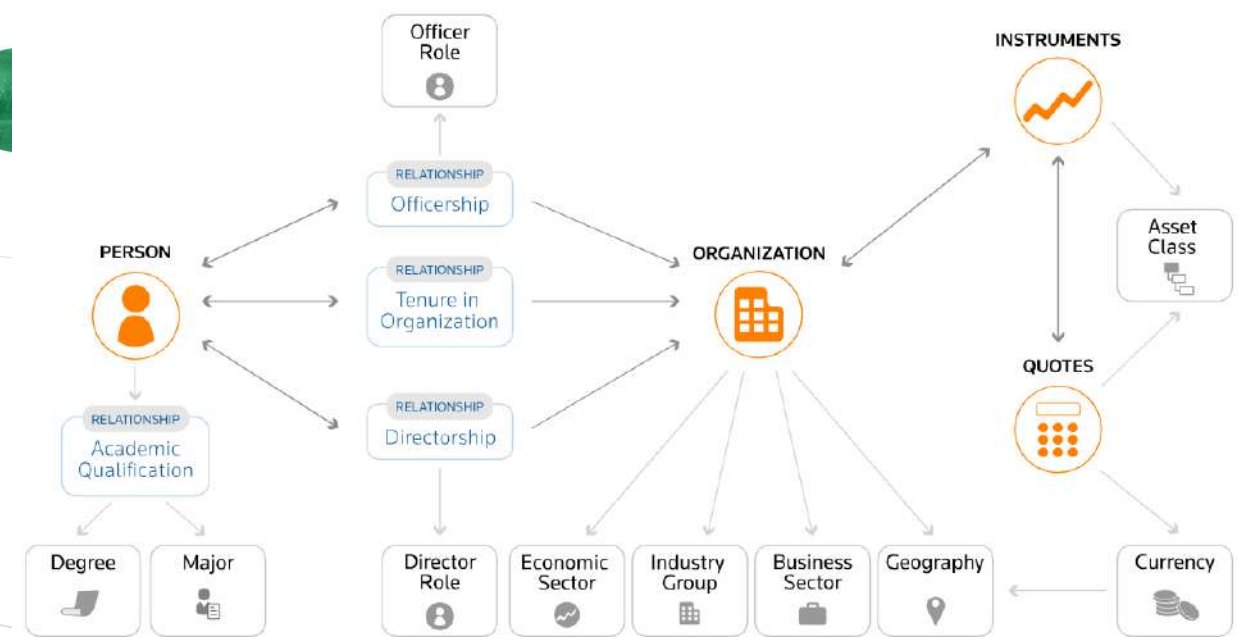 Officer
Role
INSTRUMENTS
RELATIONSHIP
Officership
Asset
Class
PERSON
RELATIONSHIP
Tenure in
Organization
ORGANIZATION
QUOTES
RELATIONSHIP
Directorship
RELATIONSHIP
Academic
Qualification
Degree
Major
Director
Role
Economic
Sector
Industry
Group
Business
Sector
Geography
Currency